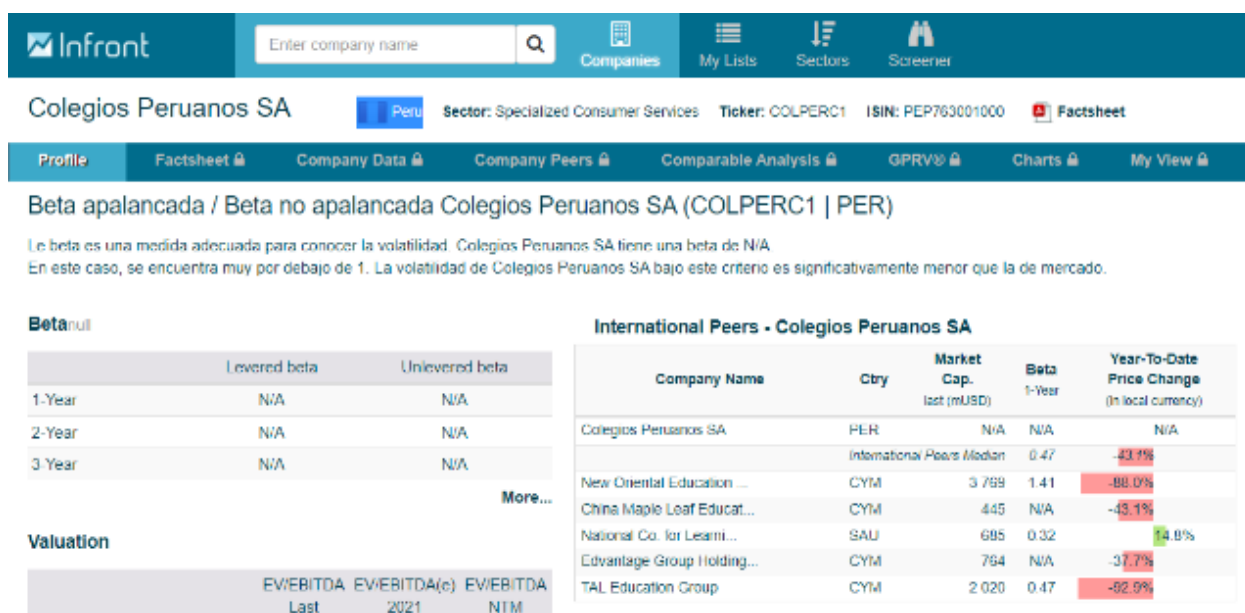 Infront
Enter company name
Companies
My Lists
Sectors
Screener
Colegios Peruanos SA
Peru
Sector: Specialized Consumer Services
Ticker: COLPERC1
ISIN: PEP763001000
Factsheet
Profile
Factsheet
Company Data
Company Peers
Comparable Analysis
GPRV®
Charts
My View
Beta apalancada / Beta no apalancada Colegios Peruanos SA (COLPERC1 | PER)
Le beta es una medida adecuada para conocer la volatilidad. Colegios Peruanos SA tiene una beta de N/A
En este caso, se encuentra muy por debajo de 1. La volatilidad de Colegios Peruanos SA bajo este criterio es significativamente menor que la de mercado.
Beta null
Levered beta Unlevered beta
1-Year N/A N/A
2-Year N/A N/A
3-Year N/A N/A
More...
Valuation
EV/EBITDA EV/EBITDA(e) EV/EBITDA
Last 2021 NTM
International Peers - Colegios Peruanos SA
Company Name Ctry Market Cap. last (mUSD) Beta 1-Year Year-To-Date Price Change (In local currency)
Colegios Peruanos SA PER N/A N/A N/A
International Peers Median 0.47 -43.1%
New Oriental Education ... CYM 3 769 1.41 -88.0%
China Maple Leaf Educat... CYM 445 N/A -43.1%
National Co. for Learni... SAU 685 0.32 14.8%
Edvantage Group Holding... CYM 764 N/A -37.7%
TAL Education Group CYM 2 020 0.47 -92.9%